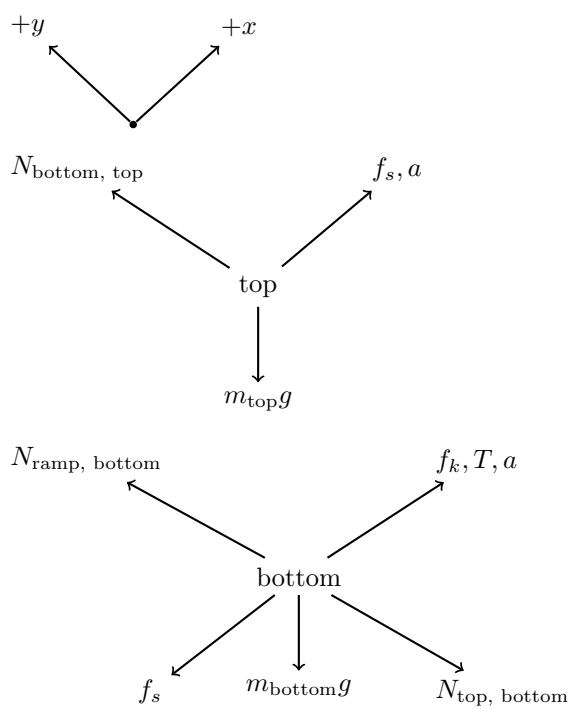 +y +x
N_bottom, top f_s, a
top
m_top g
N_ramp, bottom f_k, T, a
bottom
f_s m_bottom g N_top, bottom